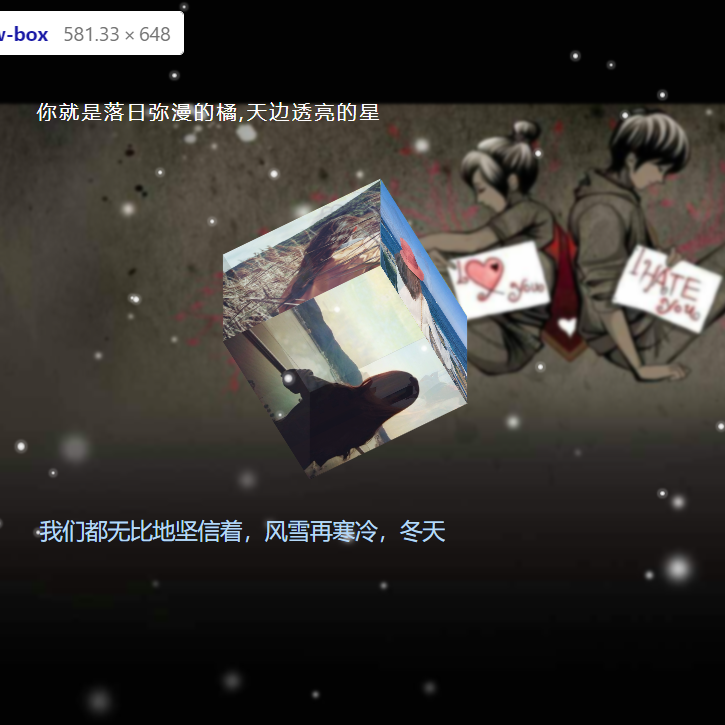 w-box 581.33 × 648
你就是落日弥漫的橘,天边透亮的星
I you
I HATE
you
我们都无比地坚信着，风雪再寒冷，冬天